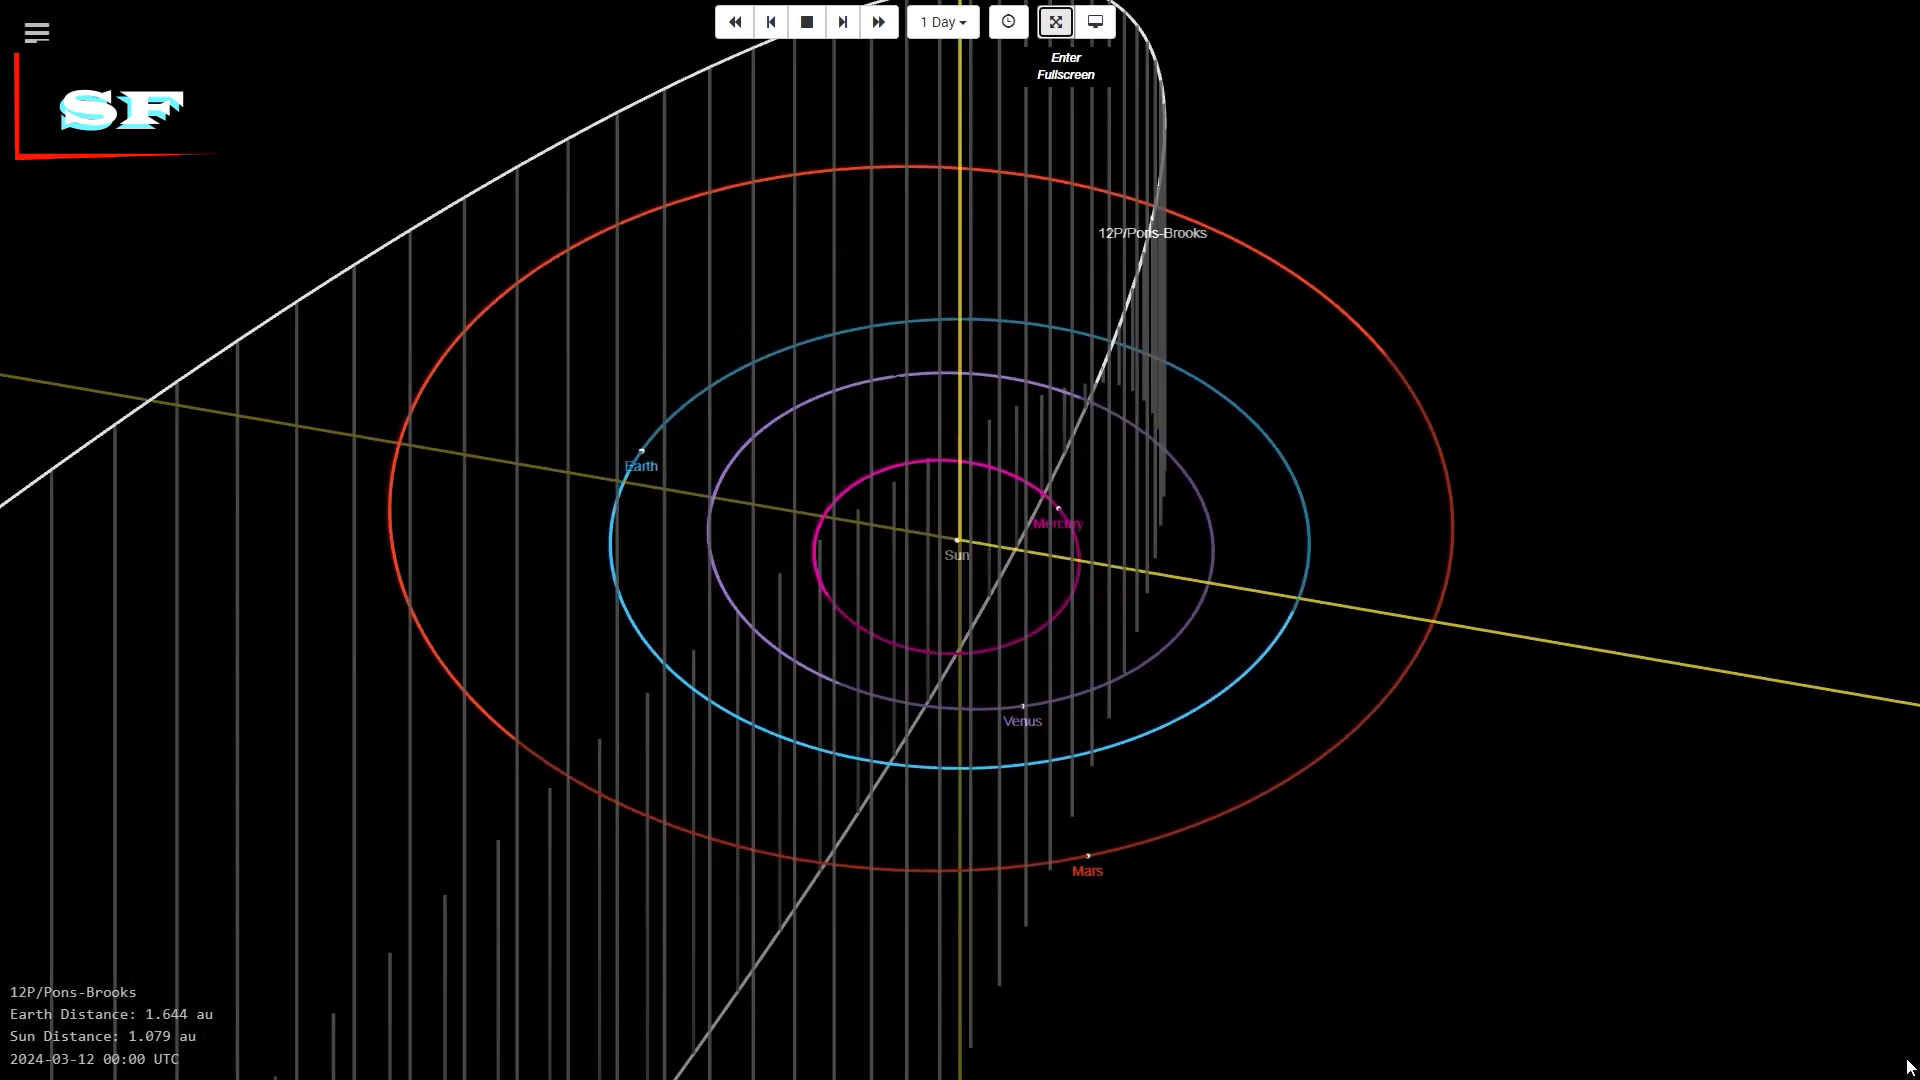 1 Day
Enter
Fullscreen
SF
12P/Pons-Brooks
Earth
Mercury
Sun
Venus
Mars
12P/Pons-Brooks
Earth Distance: 1.644 au
Sun Distance: 1.079 au
2024-03-12 00:00 UTC